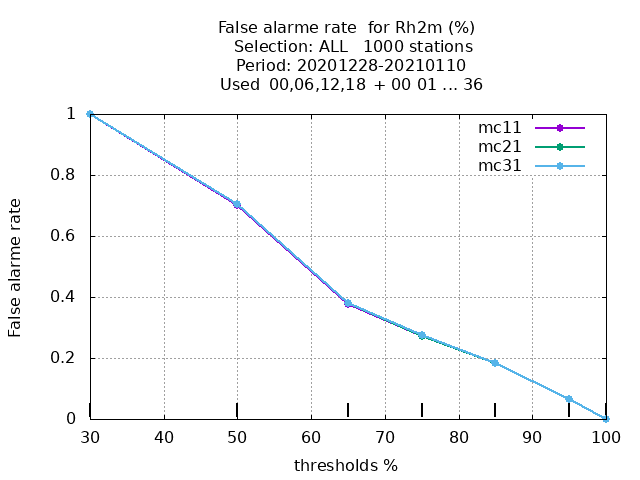 False alarme rate  for Rh2m (%)
Selection: ALL   1000 stations
Period: 20201228-20210110
Used  00,06,12,18  + 00 01 ... 36
mc11
mc21
mc31
False alarme rate
1
0.8
0.6
0.4
0.2
0
30 40 50 60 70 80 90 100
thresholds %